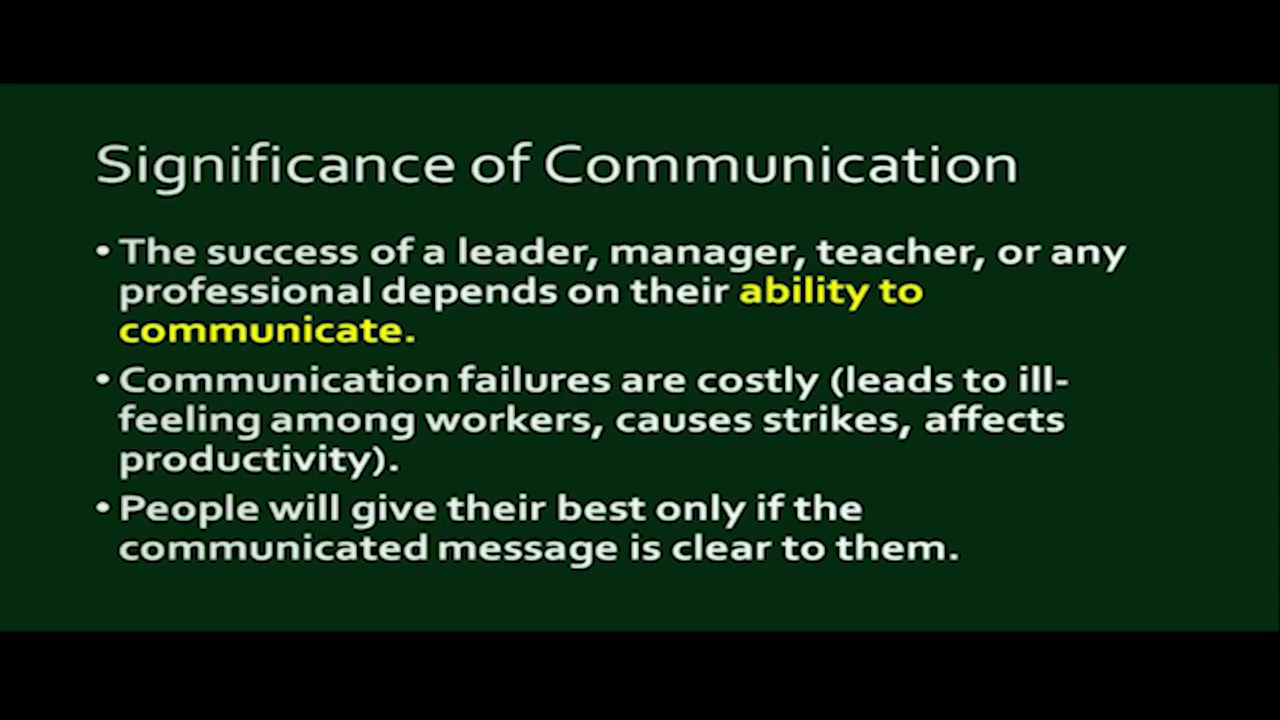 Significance of Communication
• The success of a leader, manager, teacher, or any
professional depends on their ability to
communicate.
• Communication failures are costly (leads to ill-
feeling among workers, causes strikes, affects
productivity).
• People will give their best only if the
communicated message is clear to them.